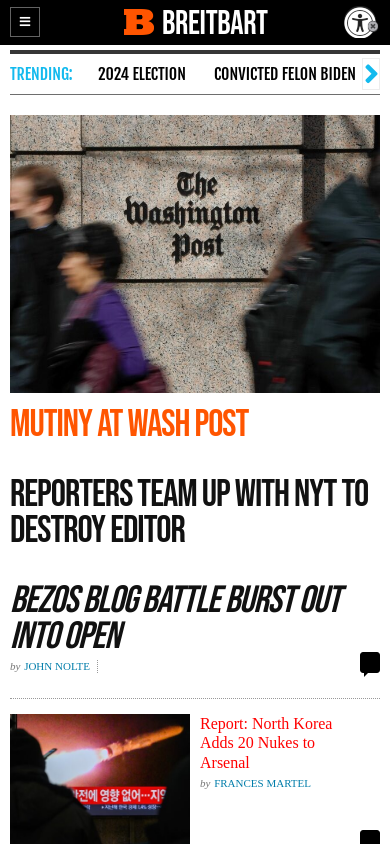 BREITBART
TRENDING:
2024 ELECTION
CONVICTED FELON BIDEN
The
Washington
Post
MUTINY AT WASH POST
REPORTERS TEAM UP WITH NYT TO
DESTROY EDITOR
BEZOS BLOG BATTLE BURST OUT
INTO OPEN
by JOHN NOLTE
Report: North Korea
Adds 20 Nukes to
Arsenal
by FRANCES MARTEL
전에 영향 없어…지